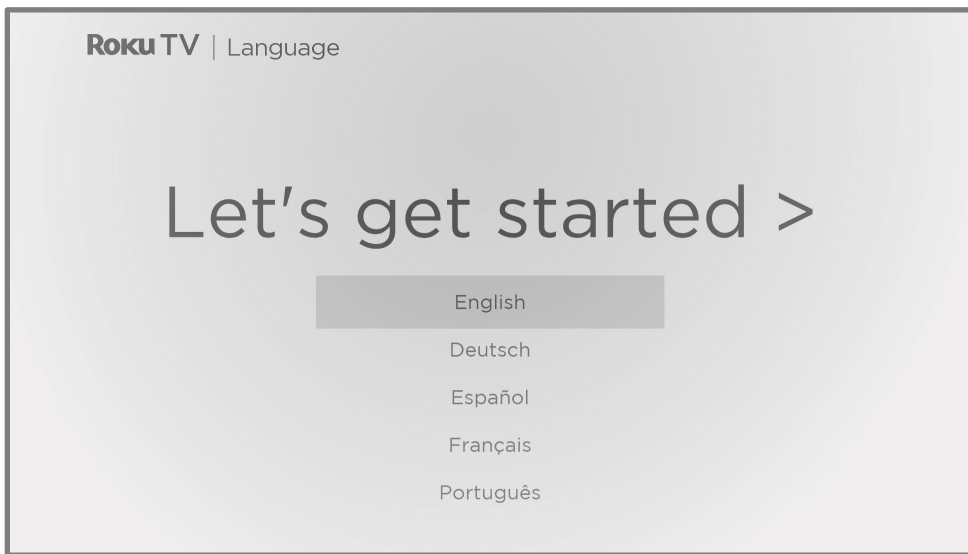 Roku TV | Language
Let's get started >
English
Deutsch
Español
Français
Português